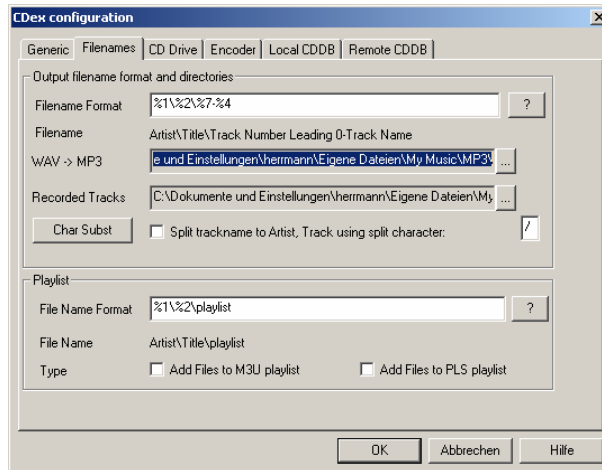 CDex configuration
Generic Filenames CD Drive Encoder Local CDDB Remote CDDB
Output filename format and directories
Filename Format %1\%2\%7-%4 ?
Filename Artist\Title\Track Number Leading 0-Track Name
WAV -> MP3 e und Einstellungen\herrmann\Eigene Dateien\My Music\MP3\ ...
Recorded Tracks C:\Dokumente und Einstellungen\herrmann\Eigene Dateien\My ...
Char Subst Split trackname to Artist, Track using split character: /
Playlist
File Name Format %1\%2\playlist ?
File Name Artist\Title\playlist
Type Add Files to M3U playlist Add Files to PLS playlist
OK Abbrechen Hilfe